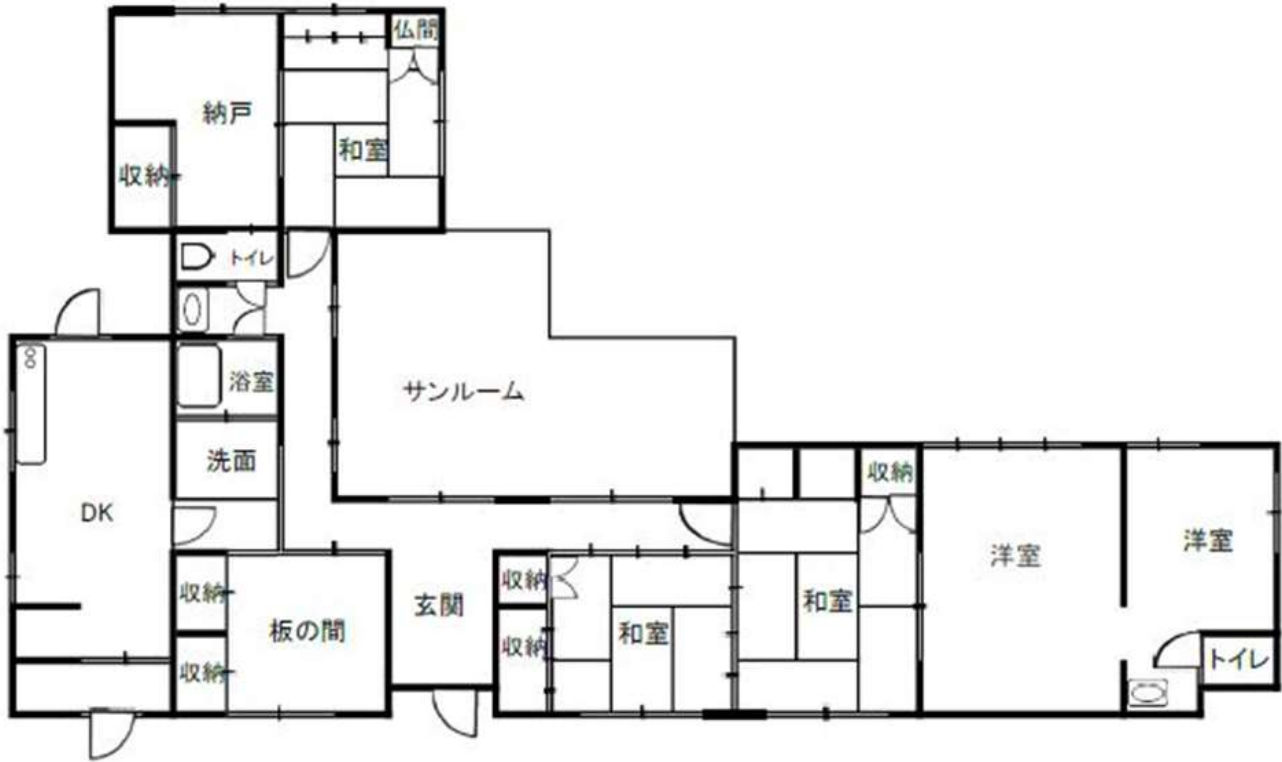 仏間
納戸
和室
収納
トイレ
浴室
サンルーム
洗面
収納
DK
洋室
洋室
収納
収納
玄関
和室
板の間
和室
収納
トイレ
収納